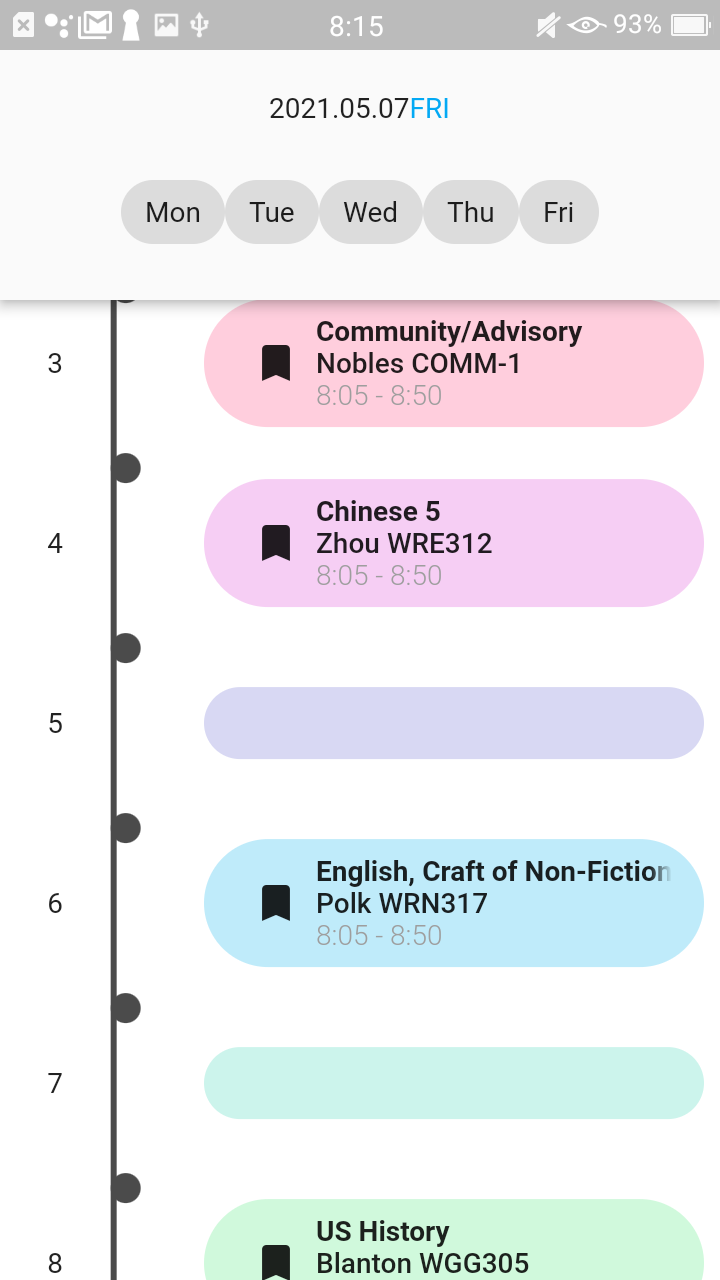 8:15
93%
2021.05.07FRI
Mon Tue Wed Thu Fri
3
Community/Advisory
Nobles COMM-1
8:05 - 8:50
4
Chinese 5
Zhou WRE312
8:05 - 8:50
5
6
English, Craft of Non-Fiction
Polk WRN317
8:05 - 8:50
7
8
US History
Blanton WGG305